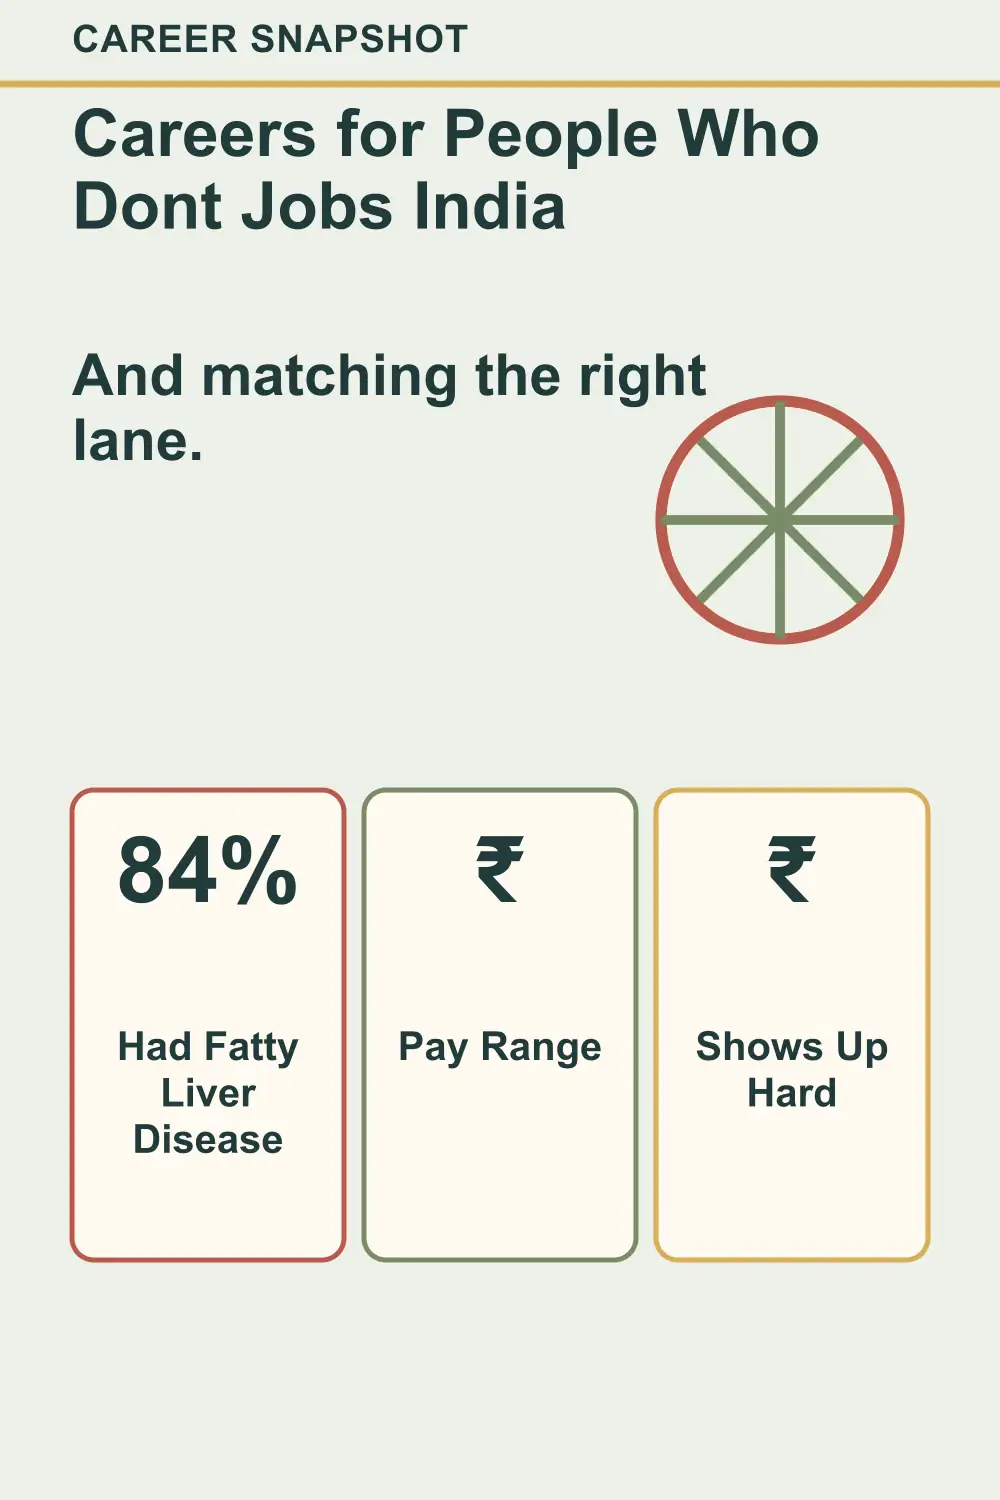 CAREER SNAPSHOT
Careers for People Who
Dont Jobs India
And matching the right
lane.
84%
Had Fatty
Liver
Disease
₹
Pay Range
₹
Shows Up
Hard